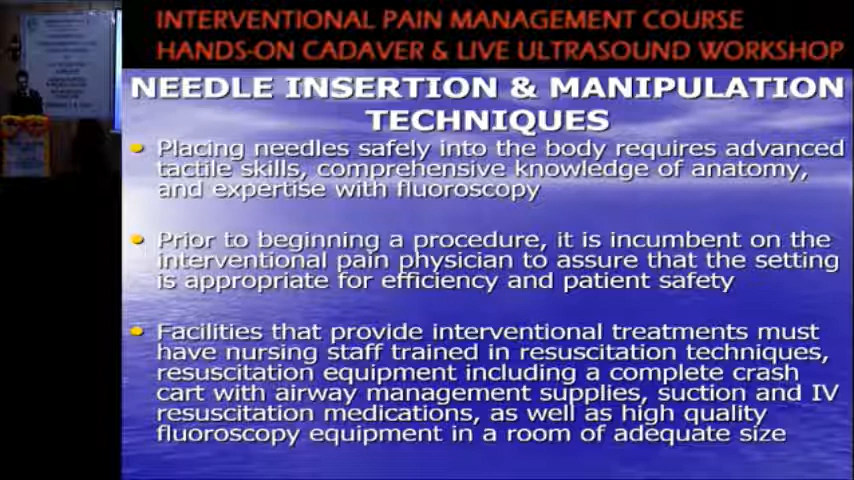 INTERVENTIONAL PAIN MANAGEMENT COURSE
HANDS-ON CADAVER & LIVE ULTRASOUND WORKSHOP
NEEDLE INSERTION & MANIPULATION
TECHNIQUES
Placing needles safely into the body requires advanced
tactile skills, comprehensive knowledge of anatomy,
and expertise with fluoroscopy
Prior to beginning a procedure, it is incumbent on the
interventional pain physician to assure that the setting
is appropriate for efficiency and patient safety
Facilities that provide interventional treatments must
have nursing staff trained in resuscitation techniques,
resuscitation equipment including a complete crash
cart with airway management supplies, suction and IV
resuscitation medications, as well as high quality
fluoroscopy equipment in a room of adequate size